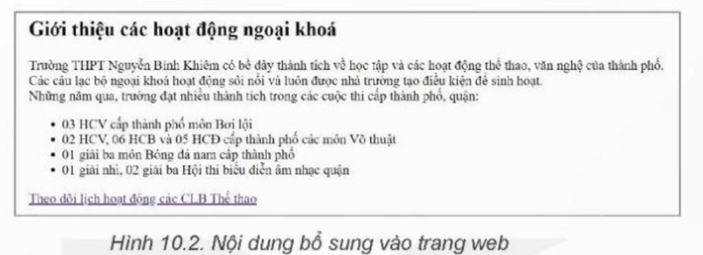 Giới thiệu các hoạt động ngoại khoá
Trường THPT Nguyễn Bỉnh Khiêm có bề dày thành tích về học tập và các hoạt động thể thao, văn nghệ của thành phố.
Các câu lạc bộ ngoại khoá hoạt động sôi nổi và luôn được nhà trường tạo điều kiện để sinh hoạt.
Những năm qua, trường đạt nhiều thành tích trong các cuộc thi cấp thành phố, quận:
• 03 HCV cấp thành phố môn Bơi lội
• 02 HCV, 06 HCB và 05 HCĐ cấp thành phố các môn Võ thuật
• 01 giải ba môn Bóng đá nam cấp thành phố
• 01 giải nhì, 02 giải ba Hội thi biểu diễn âm nhạc quận
Theo dõi lịch hoạt động các CLB Thể thao
Hình 10.2. Nội dung bổ sung vào trang web